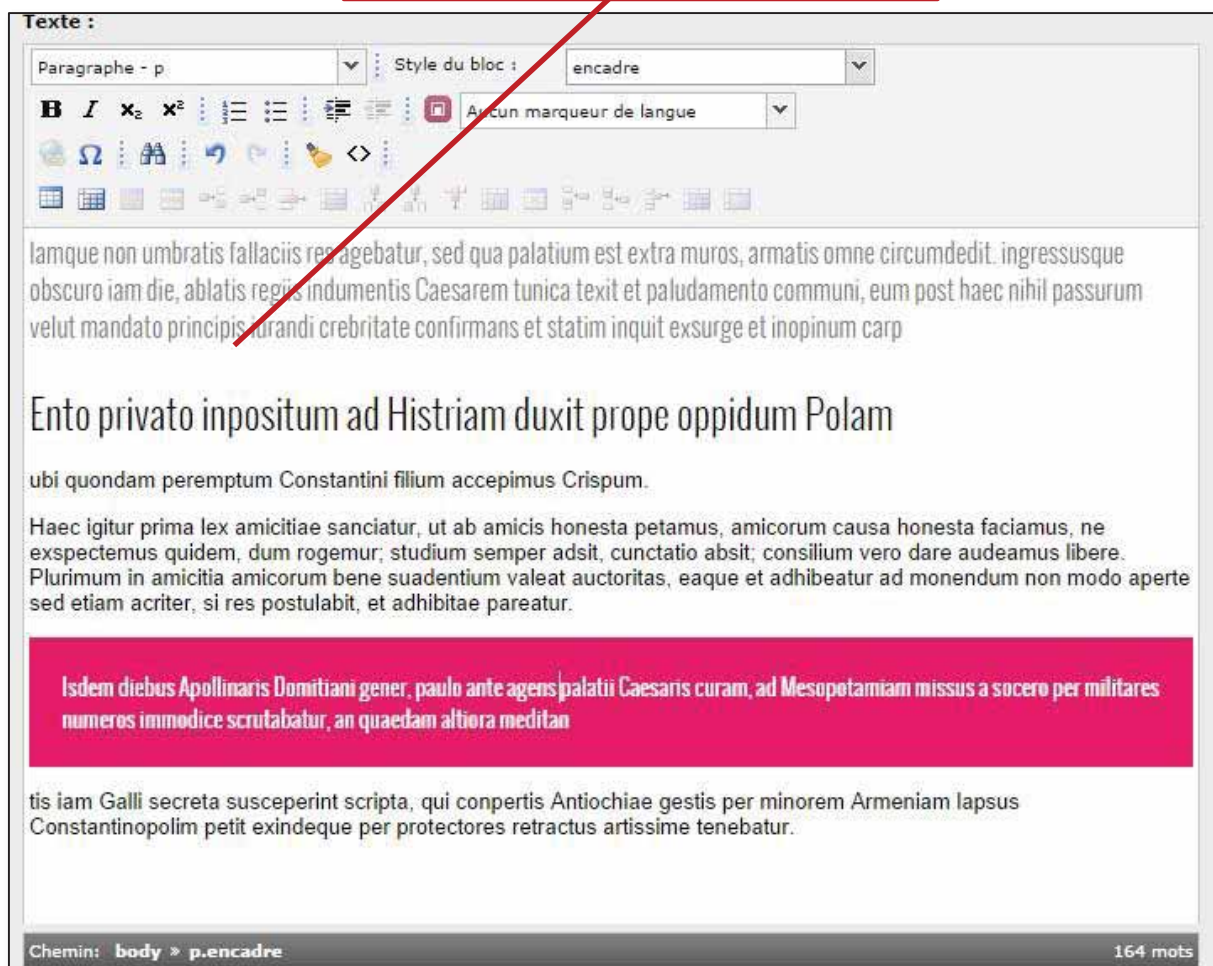 Texte :
Paragraphe - p Style du bloc : encadre
B I x₂ x² Aucun marqueur de langue
Ω <>
Iamque non umbratis fallaciis res agebatur, sed qua palatium est extra muros, armatis omne circumdedit. ingressusque
obscuro iam die, ablatis regiis indumentis Caesarem tunica texit et paludamento communi, eum post haec nihil passurum
velut mandato principis iurandi crebritate confirmans et statim inquit exsurge et inopinum carp
Ento privato inpositum ad Histriam duxit prope oppidum Polam
ubi quondam peremptum Constantini filium accepimus Crispum.
Haec igitur prima lex amicitiae sanciatur, ut ab amicis honesta petamus, amicorum causa honesta faciamus, ne
exspectemus quidem, dum rogemur; studium semper adsit, cunctatio absit; consilium vero dare audeamus libere.
Plurimum in amicitia amicorum bene suadentium valeat auctoritas, eaque et adhibeatur ad monendum non modo aperte
sed etiam acriter, si res postulabit, et adhibitae pareatur.
Isdem diebus Apollinaris Domitiani gener, paulo ante agens palatii Caesaris curam, ad Mesopotamiam missus a socero per militares
numeros immodice scrutabatur, an quaedam altiora meditan
tis iam Galli secreta susceperint scripta, qui conpertis Antiochiae gestis per minorem Armeniam lapsus
Constantinopolim petit exindeque per protectores retractus artissime tenebatur.
Chemin: body » p.encadre 164 mots